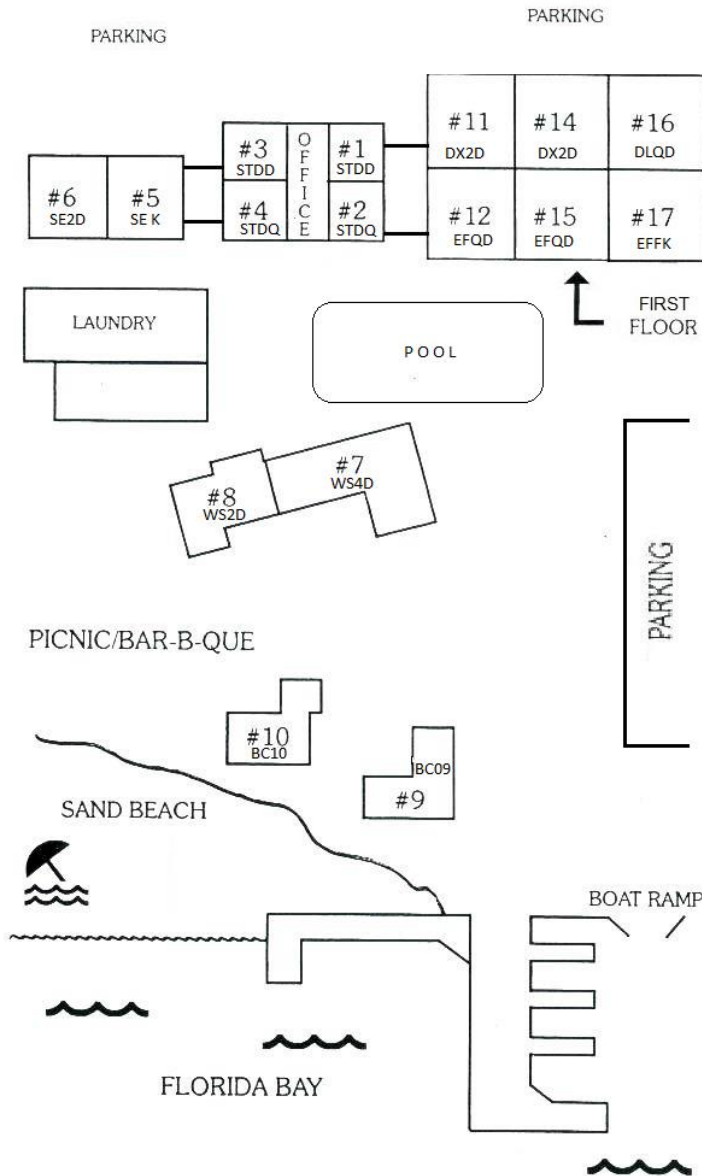 PARKING
PARKING
#11
DX2D
#14
DX2D
#16
DLQD
#3
STDD
OFFICE
#1
STDD
#6
SE2D
#5
SE K
#4
STDQ
#2
STDQ
#12
EFQD
#15
EFQD
#17
EFFK
LAUNDRY
POOL
FIRST
FLOOR
#7
WS4D
#8
WS2D
PARKING
PICNIC/BAR-B-QUE
#10
BC10
BC09
#9
SAND BEACH
BOAT RAMP
FLORIDA BAY